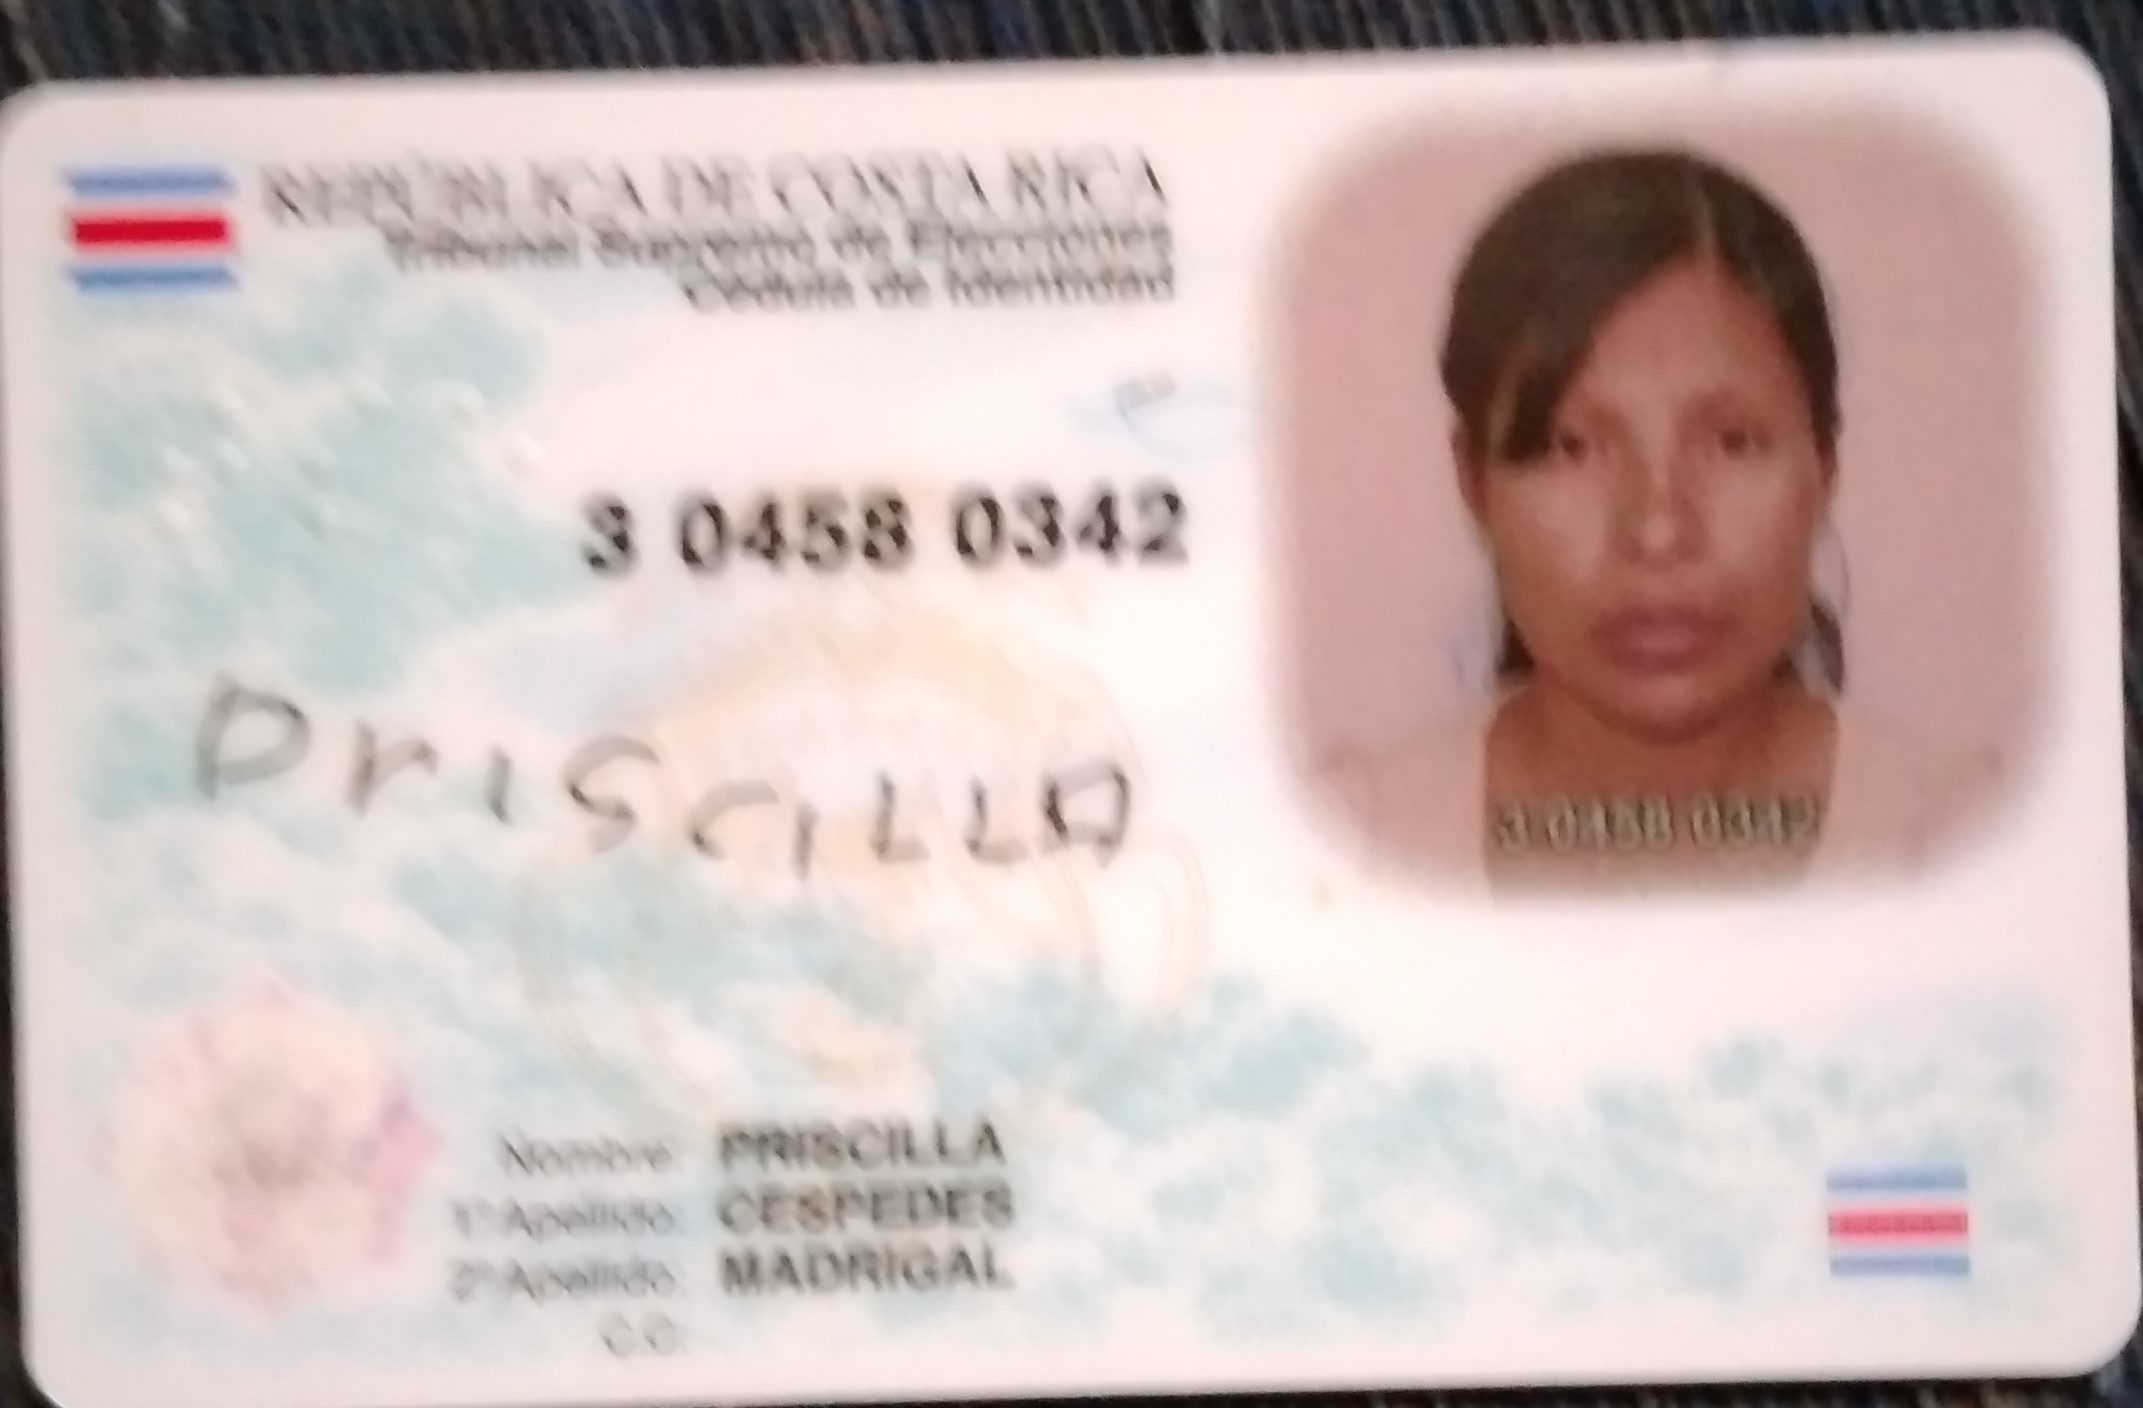 REPÚBLICA DE COSTA RICA
Tribunal Supremo de Elecciones
Cédula de Identidad
3 0458 0342
PrISCILLA
3 0458 0342
Nombre: PRISCILLA
1° Apellido: CESPEDES
2° Apellido: MADRIGAL
C.C: